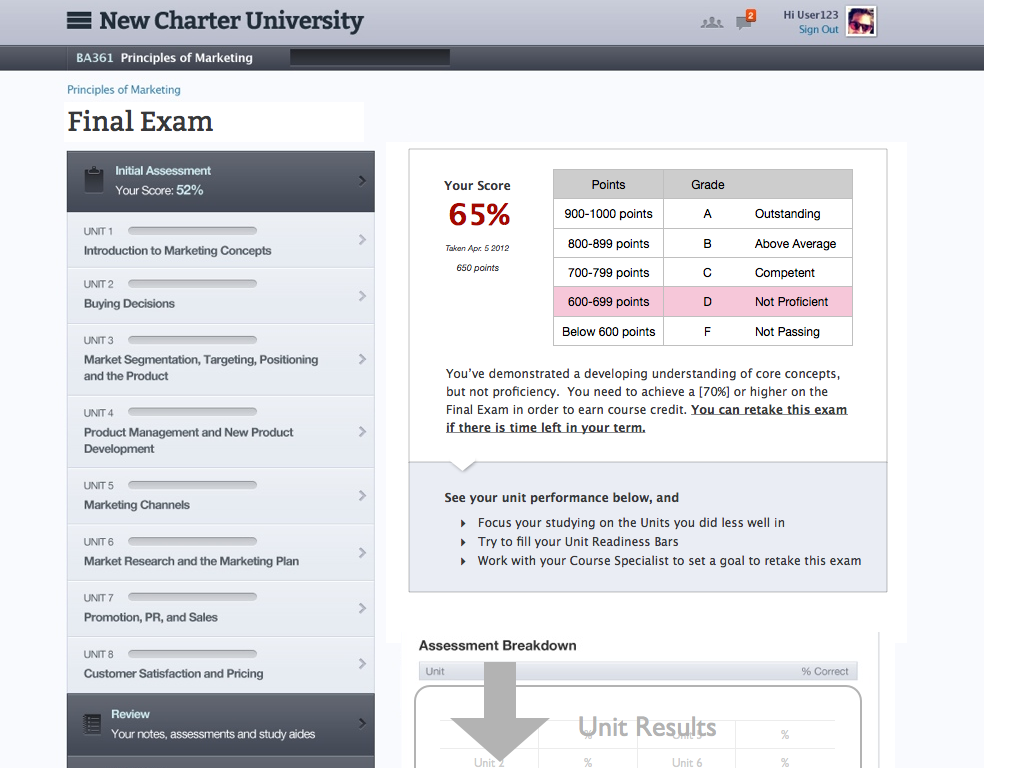 New Charter University
2
Hi User123
Sign Out
BA361 Principles of Marketing
Principles of Marketing
Final Exam
Initial Assessment
Your Score: 52%
UNIT 1
Introduction to Marketing Concepts
UNIT 2
Buying Decisions
UNIT 3
Market Segmentation, Targeting, Positioning
and the Product
UNIT 4
Product Management and New Product
Development
UNIT 5
Marketing Channels
UNIT 6
Market Research and the Marketing Plan
UNIT 7
Promotion, PR, and Sales
UNIT 8
Customer Satisfaction and Pricing
Review
Your notes, assessments and study aides
Your Score
65%
Taken Apr. 5 2012
650 points
Points Grade
900-1000 points A Outstanding
800-899 points B Above Average
700-799 points C Competent
600-699 points D Not Proficient
Below 600 points F Not Passing
You've demonstrated a developing understanding of core concepts,
but not proficiency. You need to achieve a [70%] or higher on the
Final Exam in order to earn course credit. You can retake this exam
if there is time left in your term.
See your unit performance below, and
Focus your studying on the Units you did less well in
Try to fill your Unit Readiness Bars
Work with your Course Specialist to set a goal to retake this exam
Assessment Breakdown
Unit % Correct
Unit Results
% Unit 5 %
Unit 2 % Unit 6 %